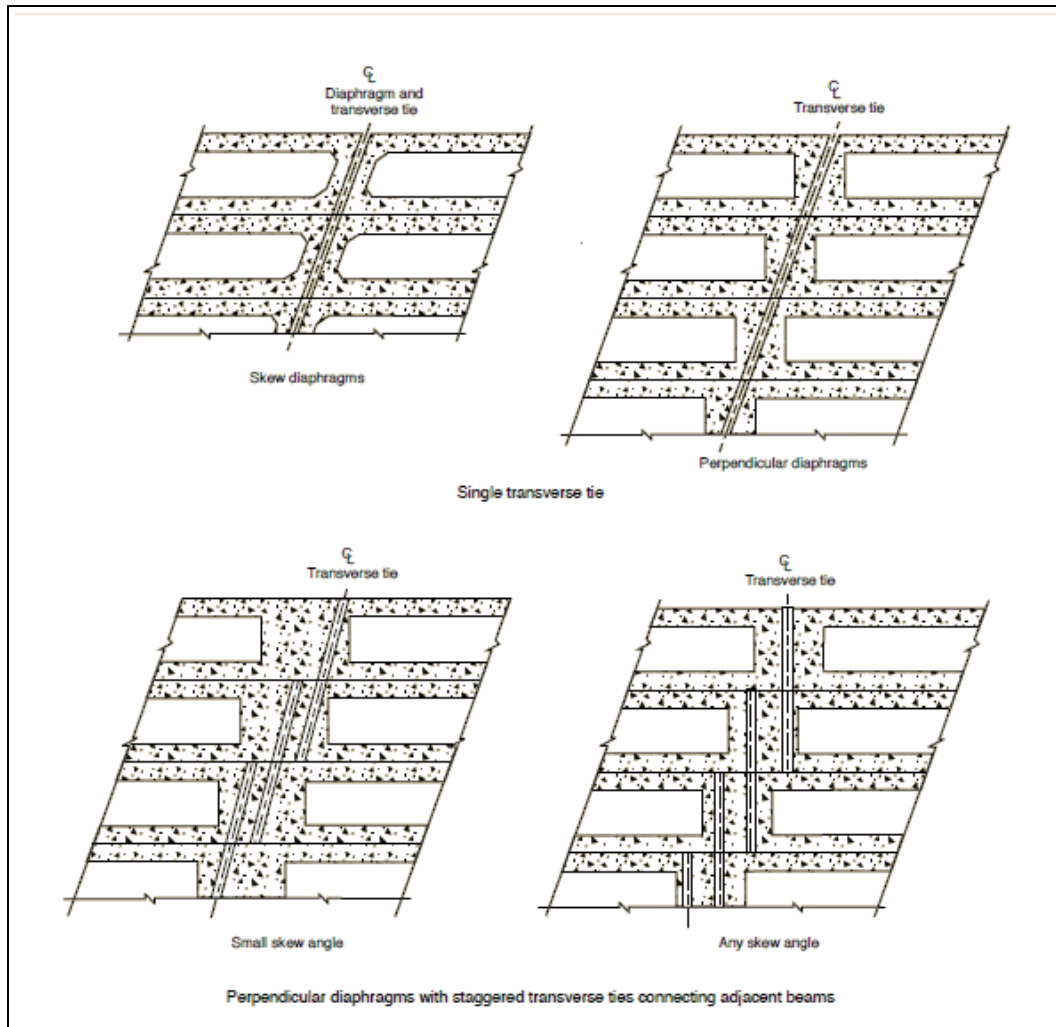 ℄
Diaphragm and
transverse tie
℄
Transverse tie
Skew diaphragms
Perpendicular diaphragms
Single transverse tie
℄
Transverse tie
℄
Transverse tie
Small skew angle
Any skew angle
Perpendicular diaphragms with staggered transverse ties connecting adjacent beams